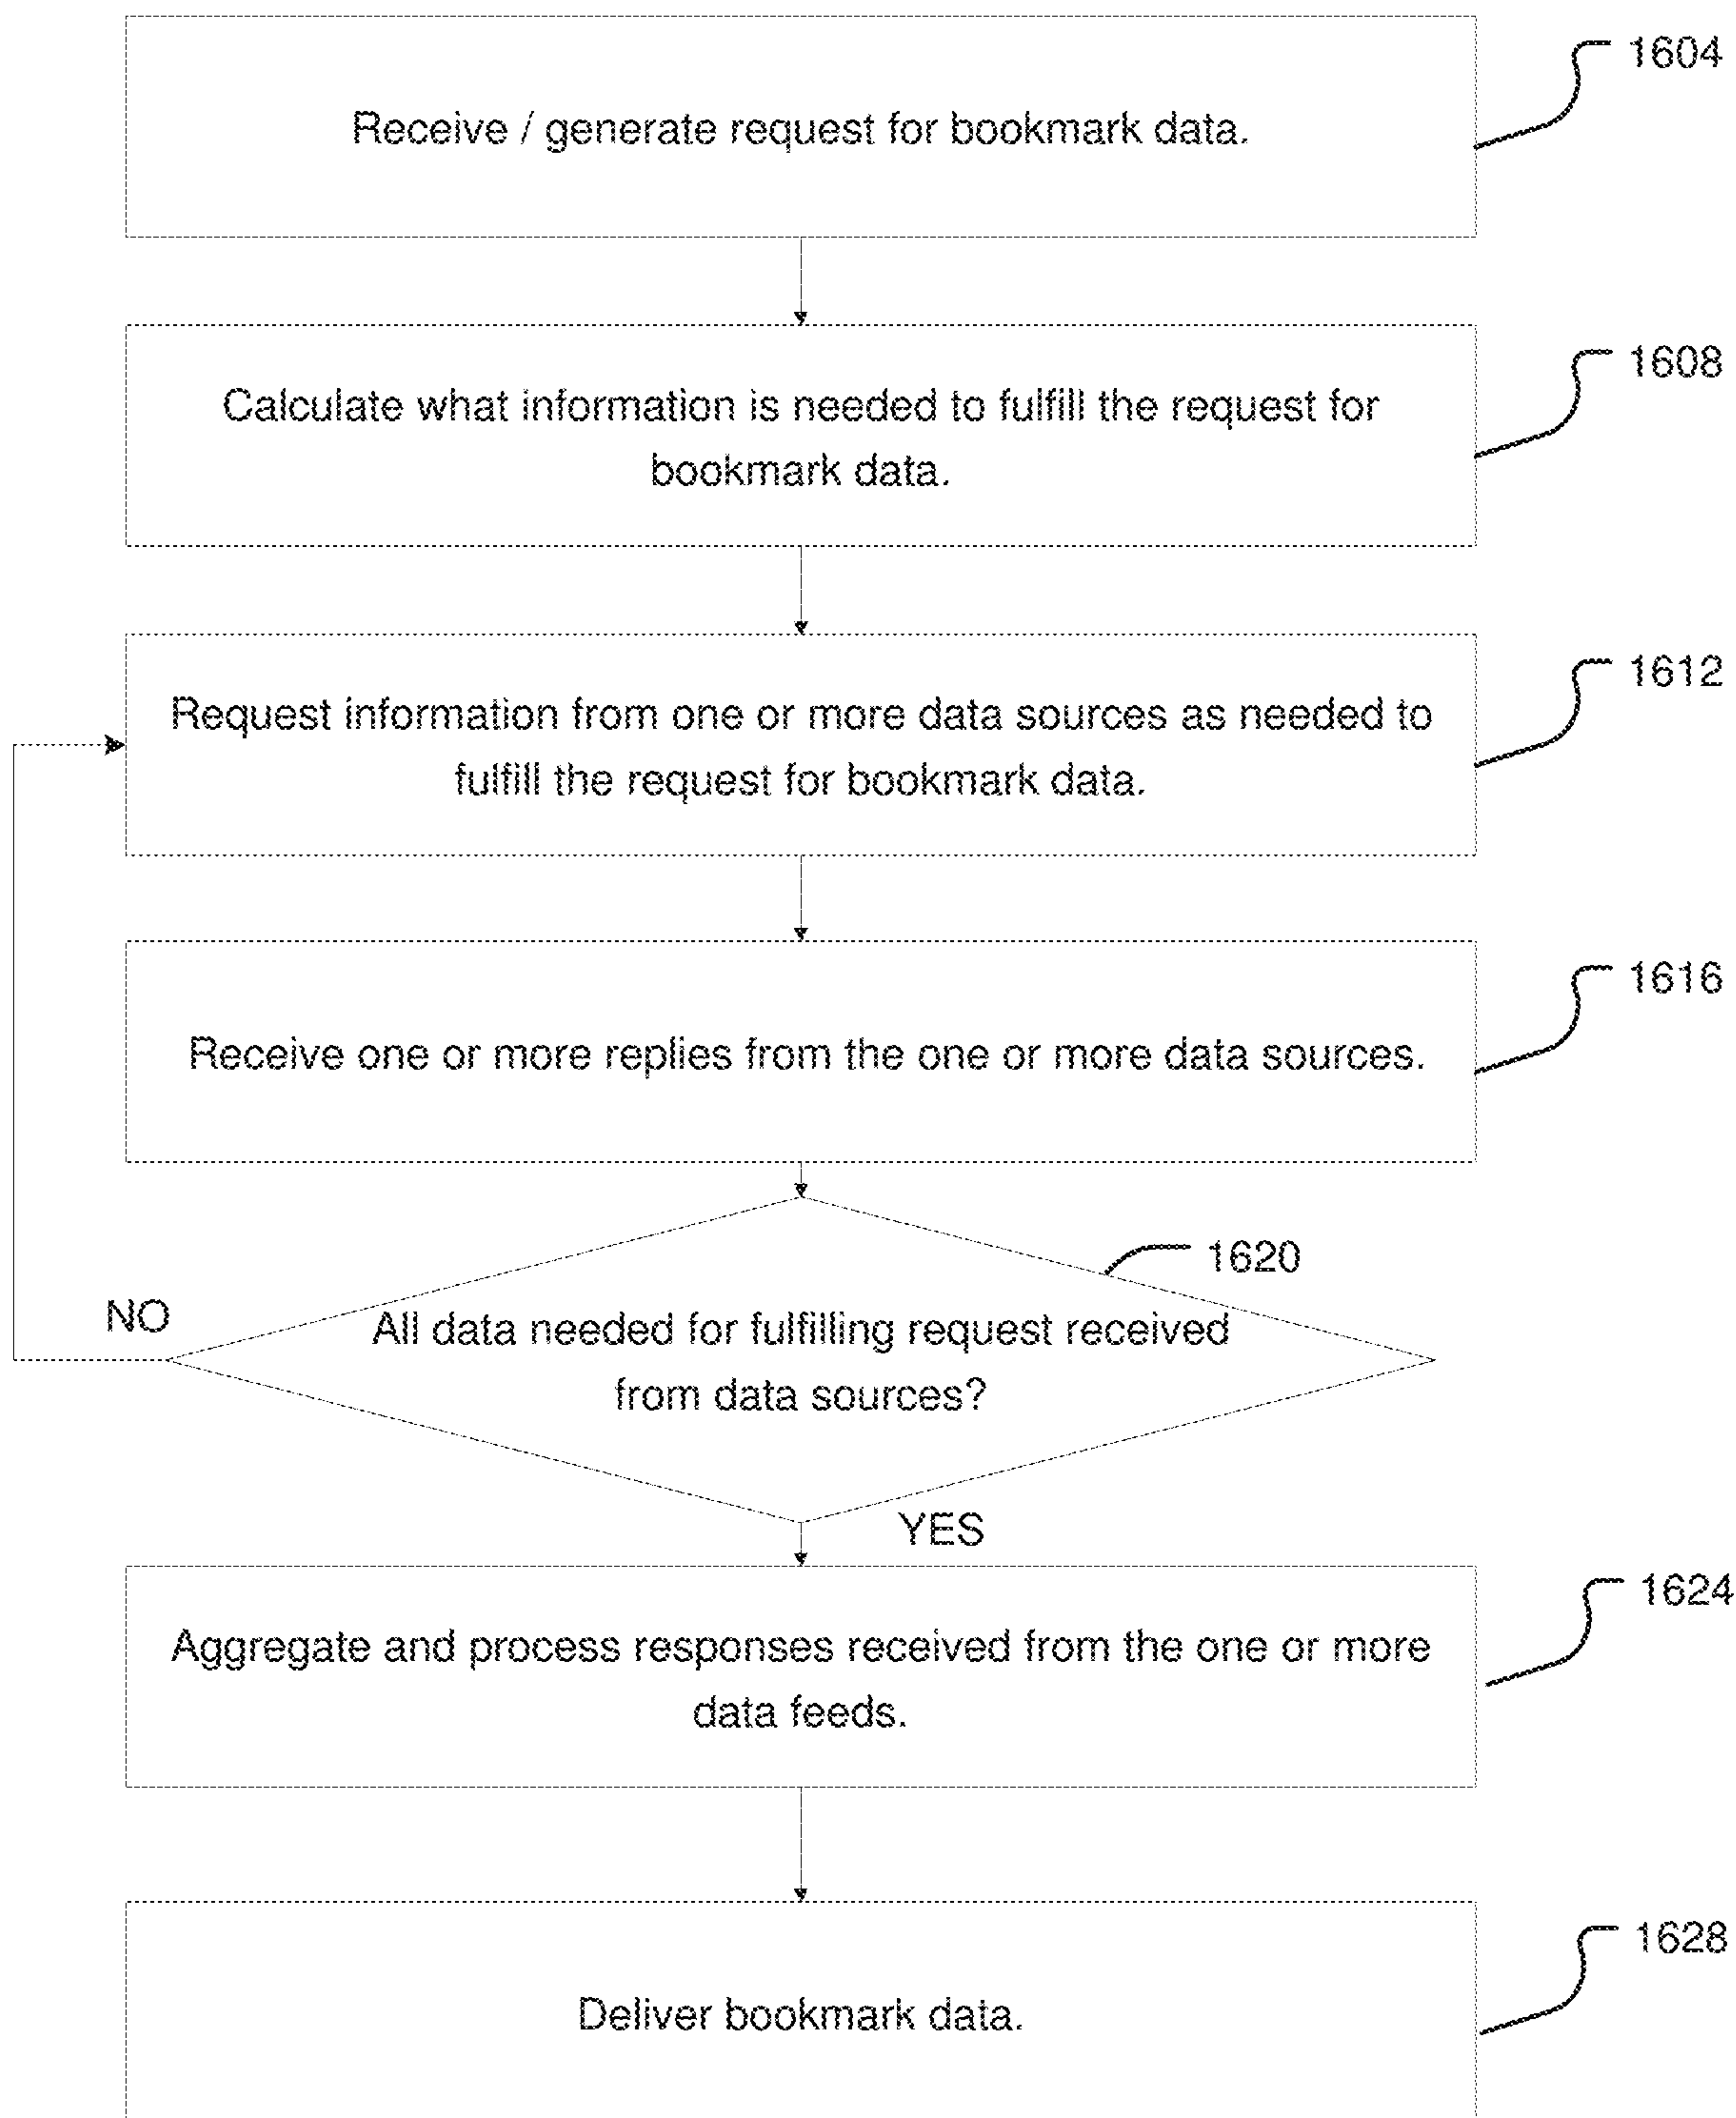 1604
Receive / generate request for bookmark data.
1608
Calculate what information is needed to fulfill the request for
bookmark data.
1612
Request information from one or more data sources as needed to
fulfill the request for bookmark data.
1616
Receive one or more replies from the one or more data sources.
1620
NO
All data needed for fulfilling request received
from data sources?
YES
1624
Aggregate and process responses received from the one or more
data feeds.
1628
Deliver bookmark data.